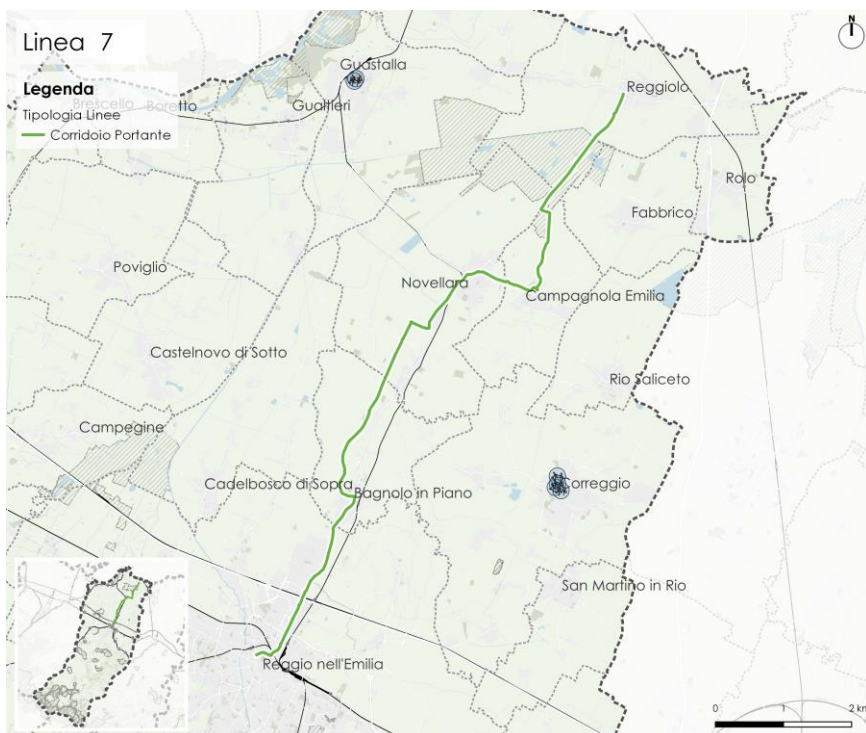 Linea 7
Legenda
Tipologia Linee
Corridoio Portante
N
Guastalla
Brescello
Boretto
Gualtieri
Reggiolo
Rolo
Fabbrico
Poviglio
Novellara
Campagnola Emilia
Castelnovo di Sotto
Rio Saliceto
Campegine
Cadelbosco di Sopra
Bagnolo in Piano
Correggio
San Martino in Rio
Reggio nell'Emilia
0 1 2 km